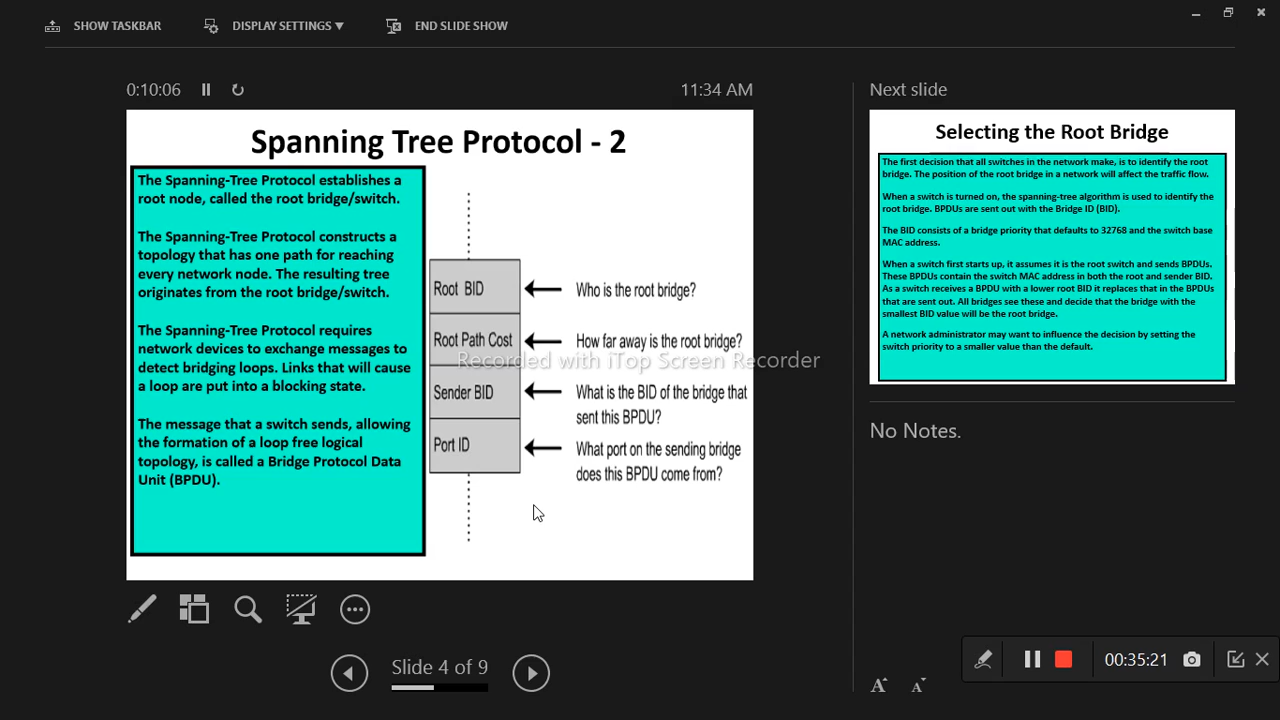 SHOW TASKBAR
DISPLAY SETTINGS ▼
END SLIDE SHOW
0:10:06
11:34 AM
Spanning Tree Protocol - 2
The Spanning-Tree Protocol establishes a
root node, called the root bridge/switch.
The Spanning-Tree Protocol constructs a
topology that has one path for reaching
every network node. The resulting tree
originates from the root bridge/switch.
The Spanning-Tree Protocol requires
network devices to exchange messages to
detect bridging loops. Links that will cause
a loop are put into a blocking state.
The message that a switch sends, allowing
the formation of a loop free logical
topology, is called a Bridge Protocol Data
Unit (BPDU).
Root BID
Who is the root bridge?
Root Path Cost
How far away is the root bridge?
Recorded with iTop Screen Recorder
Sender BID
What is the BID of the bridge that
sent this BPDU?
Port ID
What port on the sending bridge
does this BPDU come from?
Slide 4 of 9
Next slide
Selecting the Root Bridge
The first decision that all switches in the network make, is to identify the root
bridge. The position of the root bridge in a network will affect the traffic flow.
When a switch is turned on, the spanning-tree algorithm is used to identify the
root bridge. BPDUs are sent out with the Bridge ID (BID).
The BID consists of a bridge priority that defaults to 32768 and the switch base
MAC address.
When a switch first starts up, it assumes it is the root switch and sends BPDUs.
These BPDUs contain the switch MAC address in both the root and sender BID.
As a switch receives a BPDU with a lower root BID it replaces that in the BPDUs
that are sent out. All bridges see these and decide that the bridge with the
smallest BID value will be the root bridge.
A network administrator may want to influence the decision by setting the
switch priority to a smaller value than the default.
No Notes.
00:35:21
A A